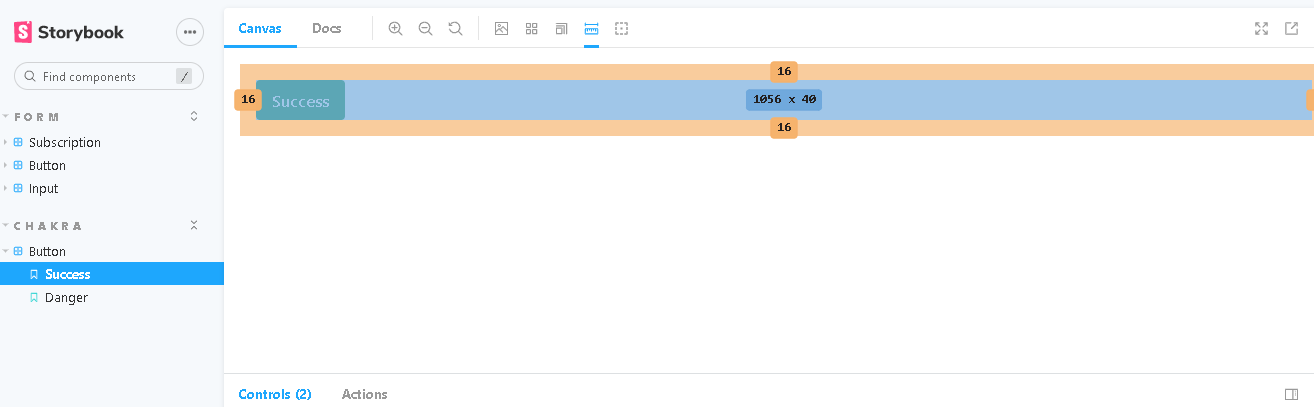 Storybook
Canvas Docs
Find components /
FORM
Subscription
Button
Input
CHAKRA
Button
Success
Danger
16
16 Success 1056 x 40
16
Controls (2) Actions